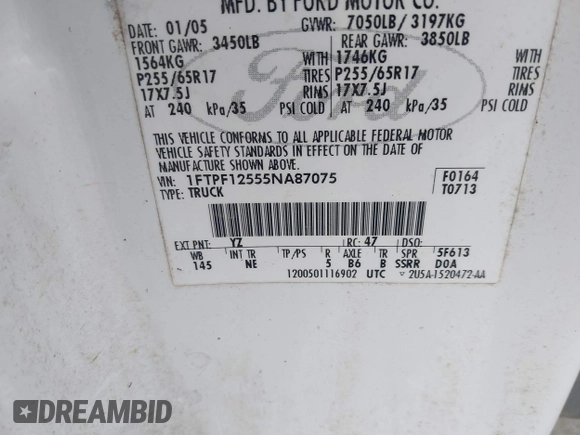 MFD. BY FORD MOTOR CO.
DATE: 01/05 GVWR: 7050LB/ 3197KG
FRONT GAWR: 3450LB REAR GAWR: 3850LB
1564KG WITH 1746KG WITH
P255/65R17 TIRES P255/65R17 TIRES
17X7.5J RIMS 17X7.5J RIMS
AT 240 kPa/35 PSI COLD AT 240 kPa/35 PSI COLD
Ford
THIS VEHICLE CONFORMS TO ALL APPLICABLE FEDERAL MOTOR
VEHICLE SAFETY STANDARDS IN EFFECT ON THE DATE OF
MANUFACTURE SHOWN ABOVE.
VIN: 1FTPF12555NA87075 F0164
TYPE: TRUCK T0713
EXT PNT: YZ RC: 47 DSO:
WB INT TR TP/PS R AXLE TR SPR 5F613
145 NE 5 B6 B SSRR DOA
1200501116902 UTC 2U5A-1520472-AA
DREAMBID